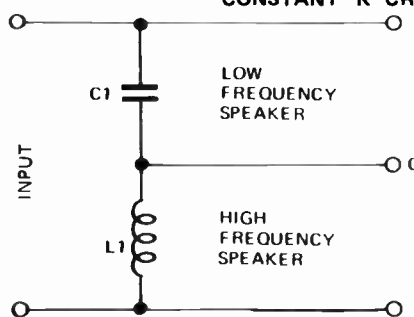 CONSTANT K CR
C1
LOW
FREQUENCY
SPEAKER
INPUT
L1
HIGH
FREQUENCY
SPEAKER